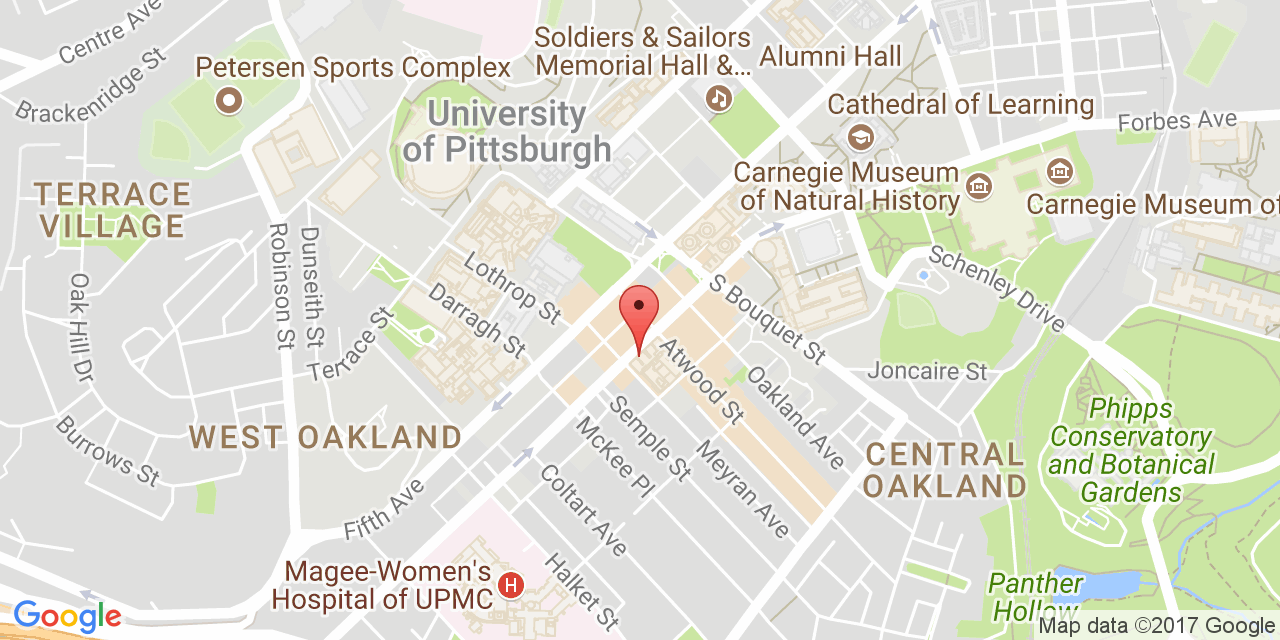 Centre Ave
Brackenridge St
Petersen Sports Complex
Soldiers & Sailors
Memorial Hall &...
Alumni Hall
University
of Pittsburgh
Cathedral of Learning
Forbes Ave
Carnegie Museum
of Natural History
Carnegie Museum of
TERRACE
VILLAGE
Oak Hill Dr
Robinson St
Dunseith St
Terrace St
Lothrop St
Darragh St
S Bouquet St
Schenley Drive
Joncaire St
Atwood St
Oakland Ave
Semple St
McKee Pl
Meyran Ave
Coltart Ave
Halket St
Burrows St
WEST OAKLAND
Fifth Ave
CENTRAL
OAKLAND
Phipps
Conservatory
and Botanical
Gardens
Magee-Women's
Hospital of UPMC
H
Panther
Hollow
Google
Map data ©2017 Google